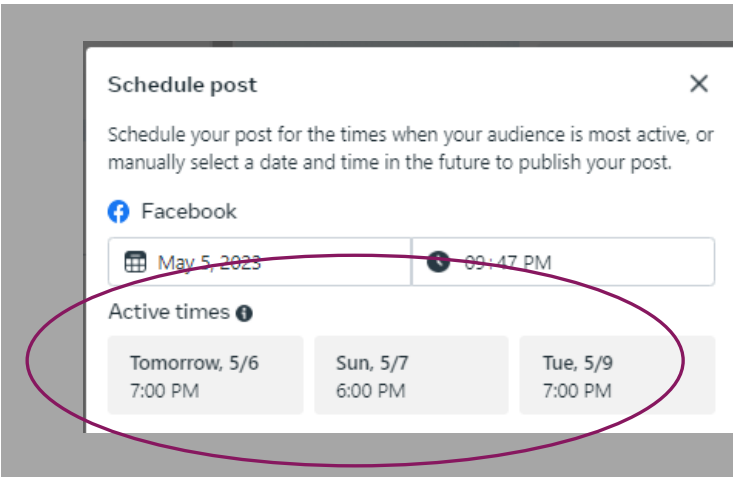 Schedule post
Schedule your post for the times when your audience is most active, or
manually select a date and time in the future to publish your post.
Facebook
May 5, 2023 09:47 PM
Active times
Tomorrow, 5/6 Sun, 5/7 Tue, 5/9
7:00 PM 6:00 PM 7:00 PM